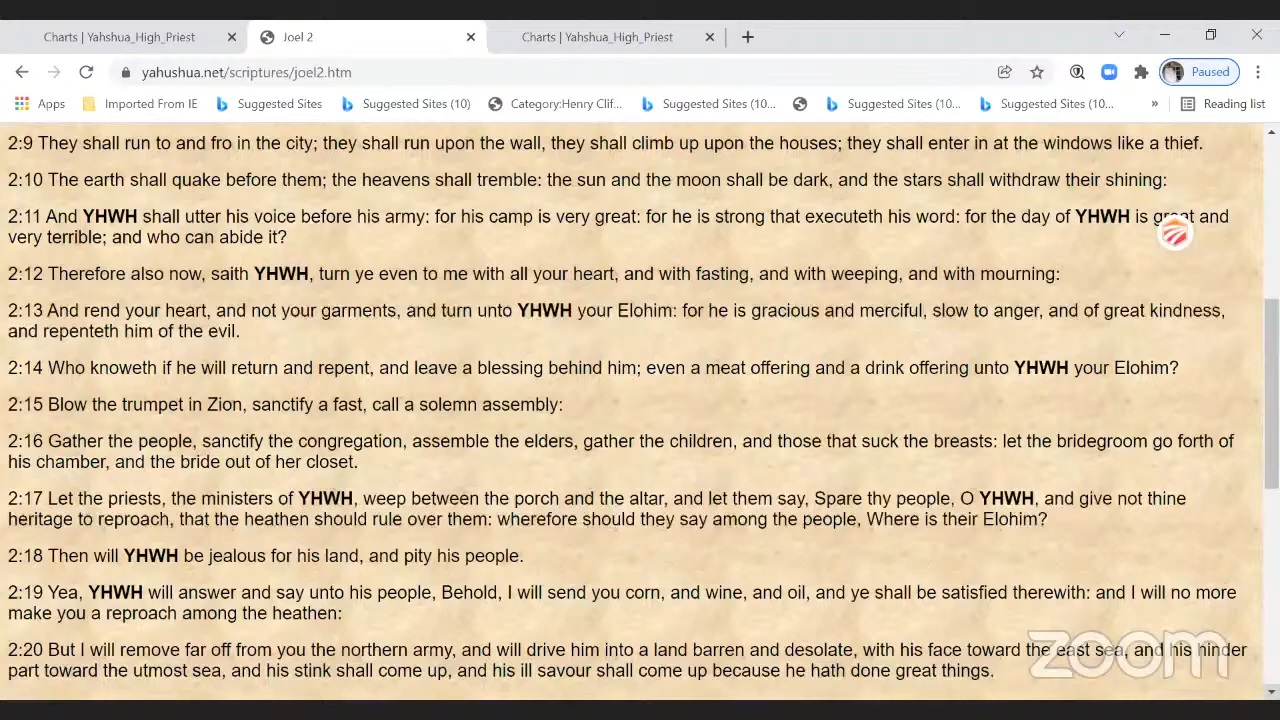 Charts | Yahshua_High_Priest
Joel 2
Charts | Yahshua_High_Priest
yahushua.net/scriptures/joel2.htm
Paused
Apps
Imported From IE
Suggested Sites
Suggested Sites (10)
Category:Henry Clif...
Suggested Sites (10...
Suggested Sites (10...
Suggested Sites (10...
»
Reading list
2:9 They shall run to and fro in the city; they shall run upon the wall, they shall climb up upon the houses; they shall enter in at the windows like a thief.
2:10 The earth shall quake before them; the heavens shall tremble: the sun and the moon shall be dark, and the stars shall withdraw their shining:
2:11 And YHWH shall utter his voice before his army: for his camp is very great: for he is strong that executeth his word: for the day of YHWH is great and
very terrible; and who can abide it?
2:12 Therefore also now, saith YHWH, turn ye even to me with all your heart, and with fasting, and with weeping, and with mourning:
2:13 And rend your heart, and not your garments, and turn unto YHWH your Elohim: for he is gracious and merciful, slow to anger, and of great kindness,
and repenteth him of the evil.
2:14 Who knoweth if he will return and repent, and leave a blessing behind him; even a meat offering and a drink offering unto YHWH your Elohim?
2:15 Blow the trumpet in Zion, sanctify a fast, call a solemn assembly:
2:16 Gather the people, sanctify the congregation, assemble the elders, gather the children, and those that suck the breasts: let the bridegroom go forth of
his chamber, and the bride out of her closet.
2:17 Let the priests, the ministers of YHWH, weep between the porch and the altar, and let them say, Spare thy people, O YHWH, and give not thine
heritage to reproach, that the heathen should rule over them: wherefore should they say among the people, Where is their Elohim?
2:18 Then will YHWH be jealous for his land, and pity his people.
2:19 Yea, YHWH will answer and say unto his people, Behold, I will send you corn, and wine, and oil, and ye shall be satisfied therewith: and I will no more
make you a reproach among the heathen:
2:20 But I will remove far off from you the northern army, and will drive him into a land barren and desolate, with his face toward the east sea, and his hinder
part toward the utmost sea, and his stink shall come up, and his ill savour shall come up because he hath done great things.
zoom